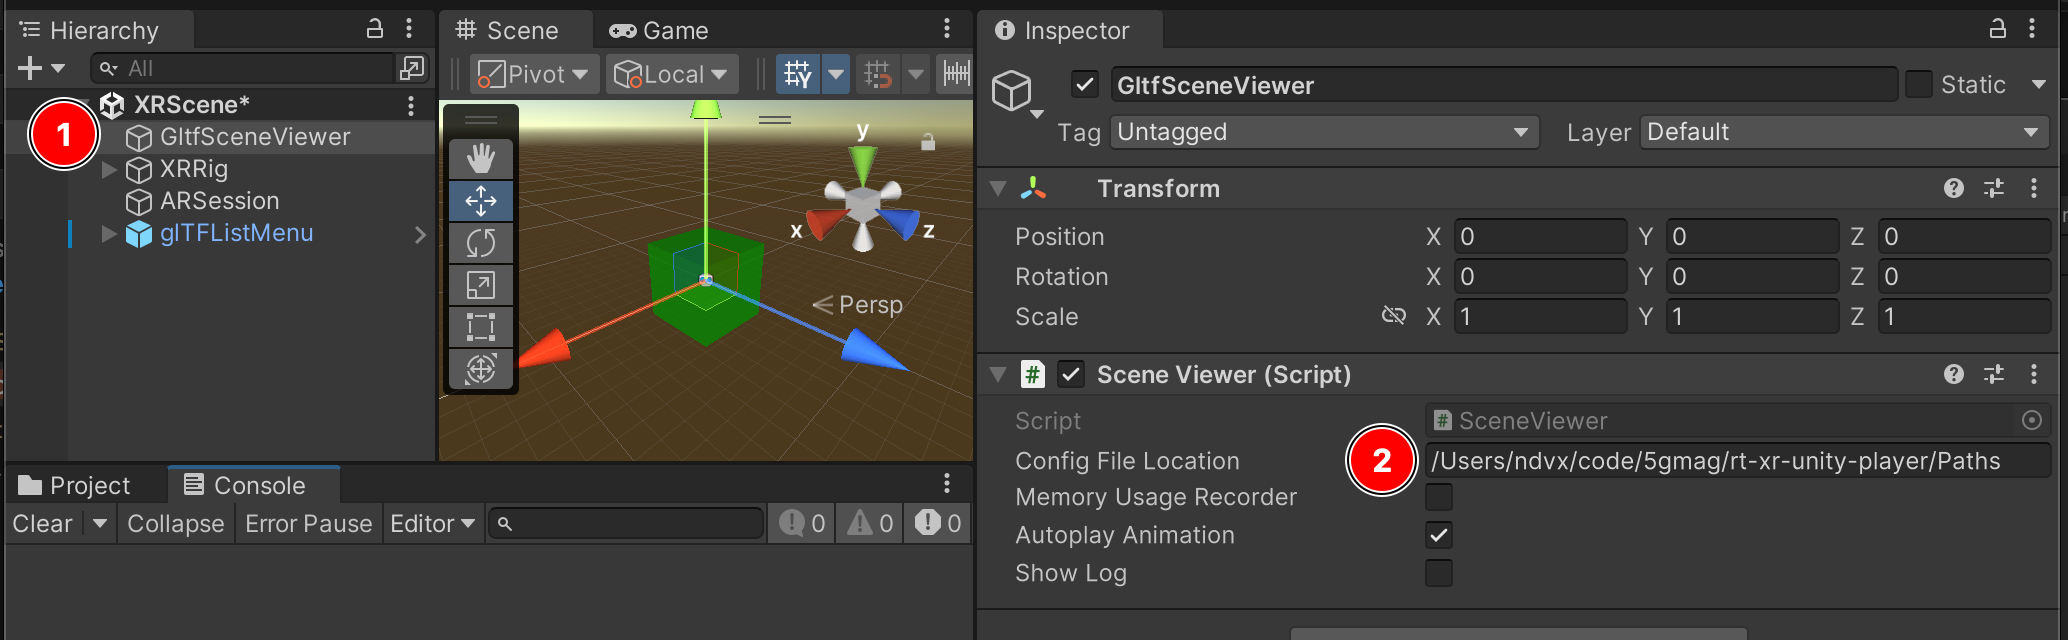 Hierarchy
All
XRScene*
1
GltfSceneViewer
XRRig
ARSession
glTFListMenu
Scene
Game
Pivot
Local
Y
y
x
z
Persp
Project
Console
Clear
Collapse
Error Pause
Editor
0
0
0
Inspector
GltfSceneViewer
Static
Tag Untagged
Layer Default
Transform
Position X 0 Y 0 Z 0
Rotation X 0 Y 0 Z 0
Scale X 1 Y 1 Z 1
# Scene Viewer (Script)
Script # SceneViewer
Config File Location 2 /Users/ndvx/code/5gmag/rt-xr-unity-player/Paths
Memory Usage Recorder
Autoplay Animation
Show Log